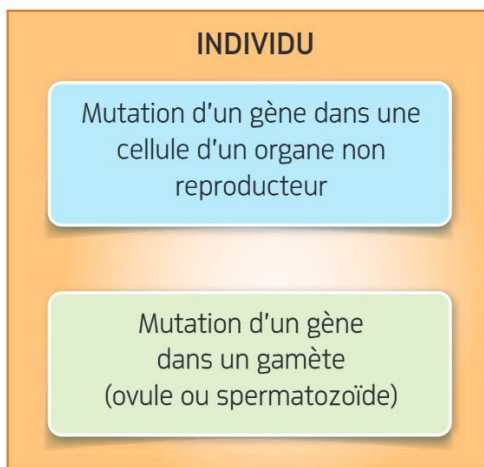 INDIVIDU
Mutation d'un gène dans une
cellule d'un organe non
reproducteur
Mutation d'un gène
dans un gamète
(ovule ou spermatozoïde)